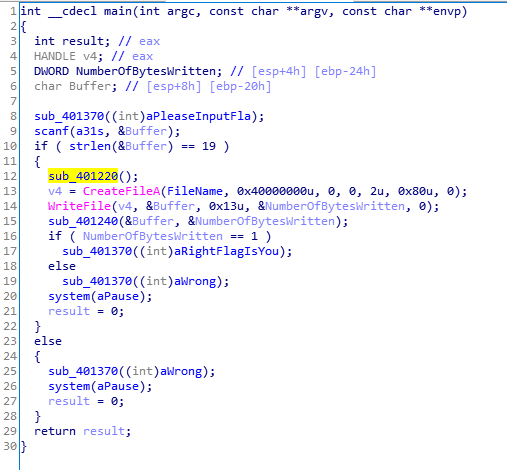 1 int __cdecl main(int argc, const char **argv, const char **envp)
2 {
3 int result; // eax
4 HANDLE v4; // eax
5 DWORD NumberOfBytesWritten; // [esp+4h] [ebp-24h]
6 char Buffer; // [esp+8h] [ebp-20h]
7
8 sub_401370((int)aPleaseInputFla);
9 scanf(a31s, &Buffer);
10 if ( strlen(&Buffer) == 19 )
11 {
12 sub_401220();
13 v4 = CreateFileA(FileName, 0x40000000u, 0, 0, 2u, 0x80u, 0);
14 WriteFile(v4, &Buffer, 0x13u, &NumberOfBytesWritten, 0);
15 sub_401240(&Buffer, &NumberOfBytesWritten);
16 if ( NumberOfBytesWritten == 1 )
17 sub_401370((int)aRightFlagIsYou);
18 else
19 sub_401370((int)aWrong);
20 system(aPause);
21 result = 0;
22 }
23 else
24 {
25 sub_401370((int)aWrong);
26 system(aPause);
27 result = 0;
28 }
29 return result;
30 }